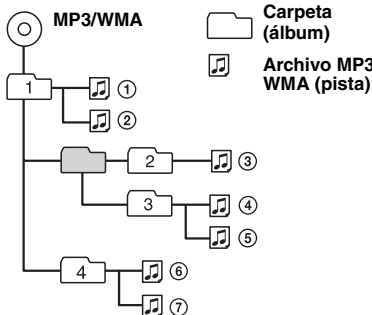 MP3/WMA
Carpeta
(álbum)
Archivo MP3
WMA (pista)
1
①
②
2
③
3
④
⑤
4
⑥
⑦